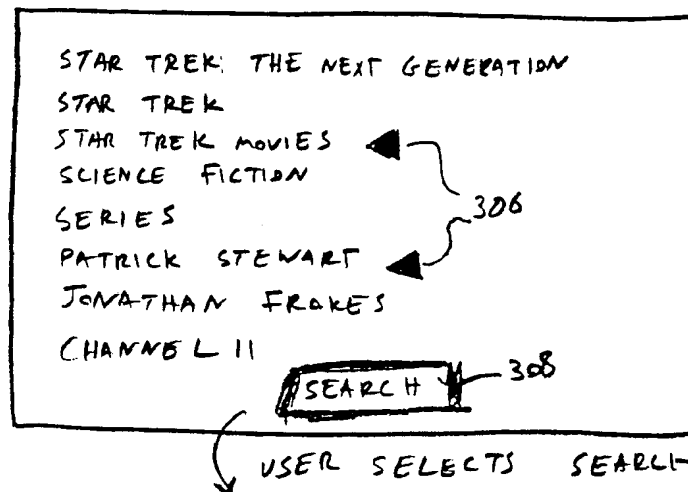 STAR TREK: THE NEXT GENERATION
STAR TREK
STAR TREK MOVIES
SCIENCE FICTION
306
SERIES
PATRICK STEWART
JONATHAN FRAKES
CHANNEL 11
SEARCH
308
USER SELECTS SEARCH